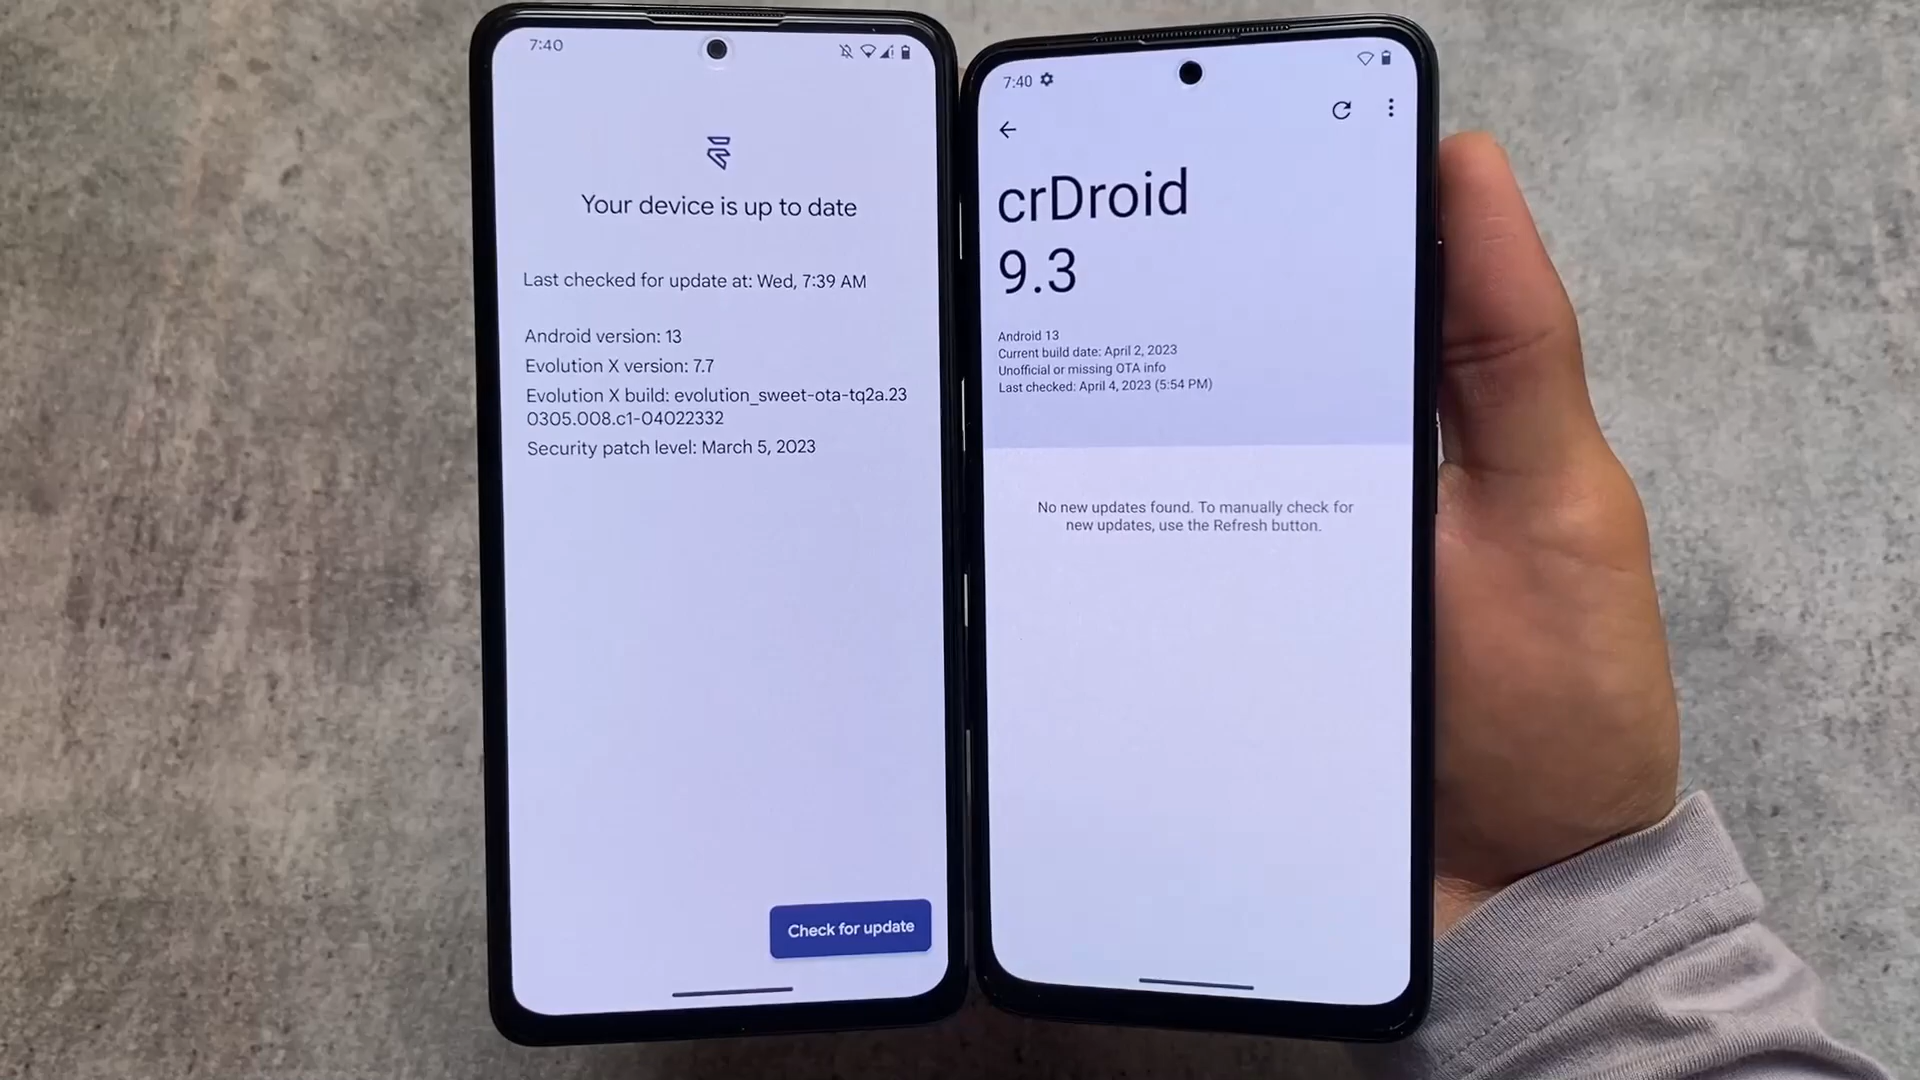 7:40
Your device is up to date
Last checked for update at: Wed, 7:39 AM
Android version: 13
Evolution X version: 7.7
Evolution X build: evolution_sweet-ota-tq2a.23
0305.008.c1-04022332
Security patch level: March 5, 2023
Check for update
7:40
crDroid
9.3
Android 13
Current build date: April 2, 2023
Unofficial or missing OTA info
Last checked: April 4, 2023 (5:54 PM)
No new updates found. To manually check for
new updates, use the Refresh button.